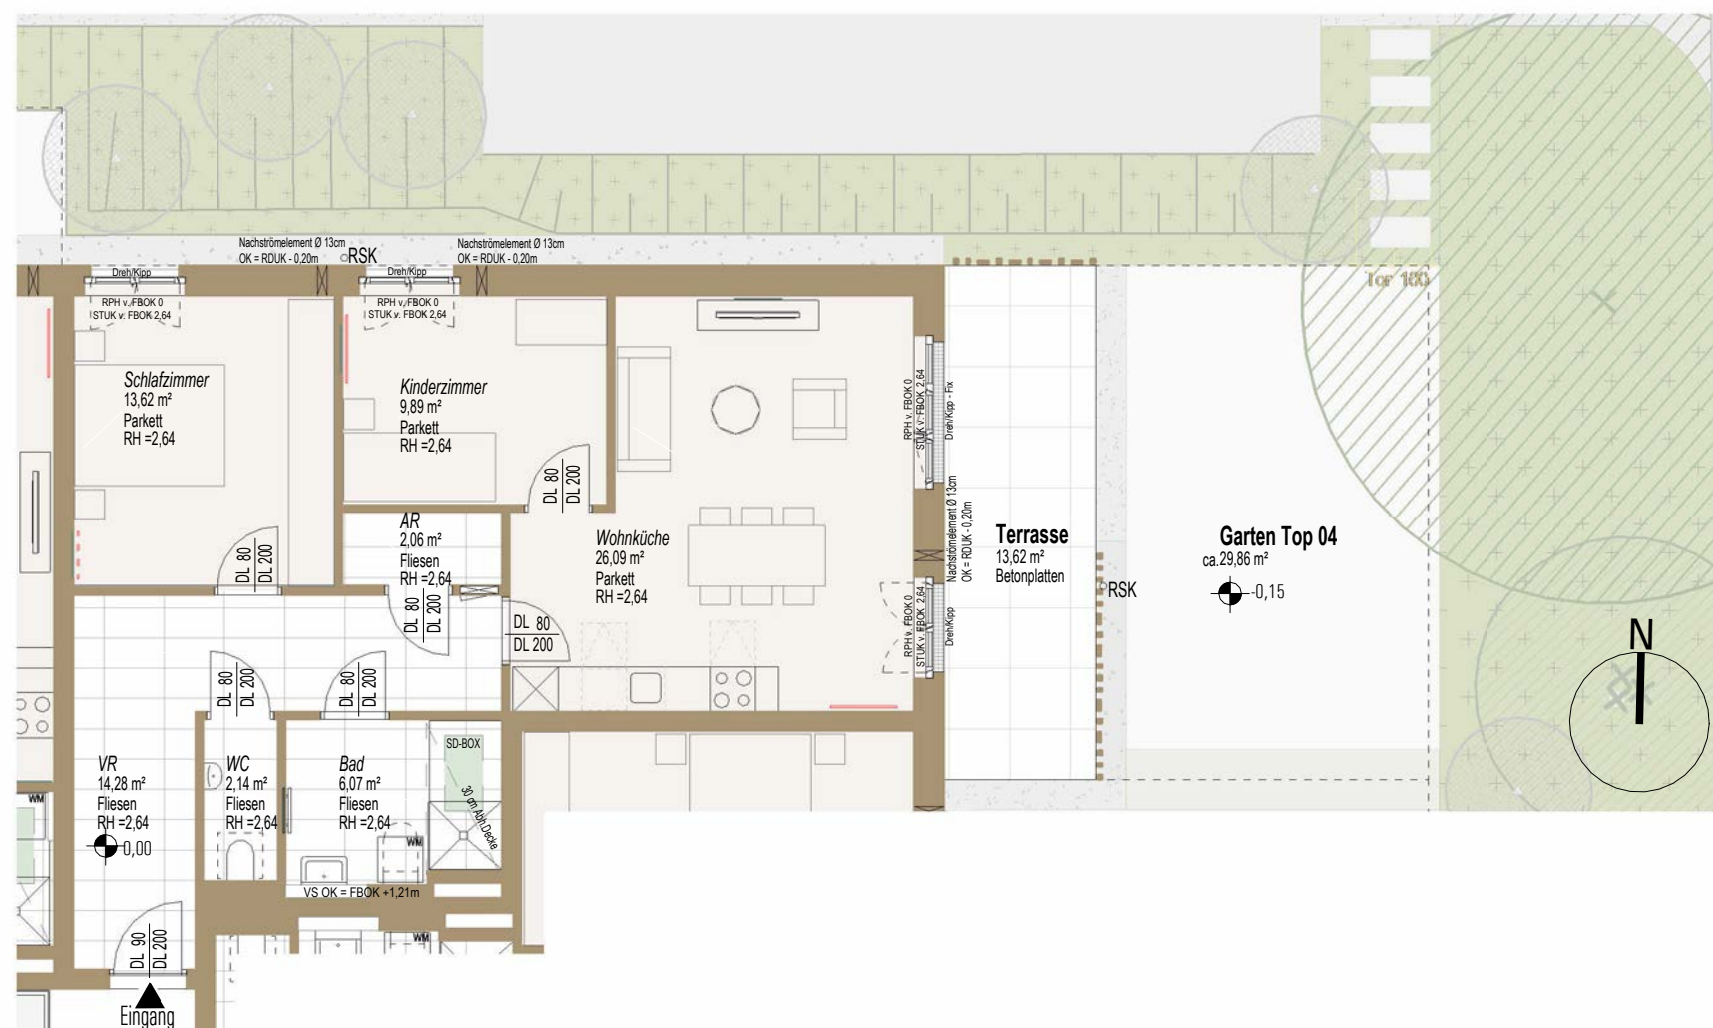 Nachströmelement Ø 13cm
OK = RDUK - 0,20m
RSK
Nachströmelement Ø 13cm
OK = RDUK - 0,20m
Dreh/Kipp
RPH v. FBOK 0
STUK v. FBOK 2,64
Dreh/Kipp
RPH v. FBOK 0
STUK v. FBOK 2,64
Tor 100
Schlafzimmer
13,62 m²
Parkett
RH =2,64
Kinderzimmer
9,89 m²
Parkett
RH =2,64
RPH v. FBOK 0
STUK v. FBOK 2,64
Dreh/Kipp - Fix
DL 80
DL 200
DL 80
DL 200
AR
2,06 m²
Fliesen
RH =2,64
Wohnküche
26,09 m²
Parkett
RH =2,64
Nachströmelement Ø 13cm
OK = RDUK - 0,20m
Terrasse
13,62 m²
Betonplatten
Garten Top 04
ca.29,86 m²
-0,15
RSK
RPH v. FBOK 0
STUK v. FBOK 2,64
Dreh/Kipp
DL 80
DL 200
DL 80
DL 200
N
DL 80
DL 200
DL 80
DL 200
VR
14,28 m²
Fliesen
RH =2,64
0,00
WC
2,14 m²
Fliesen
RH =2,64
Bad
6,07 m²
Fliesen
RH =2,64
SD-BOX
30 cm Abh.Decke
WM
WM
VS OK = FBOK +1,21m
WM
DL 90
DL 200
Eingang